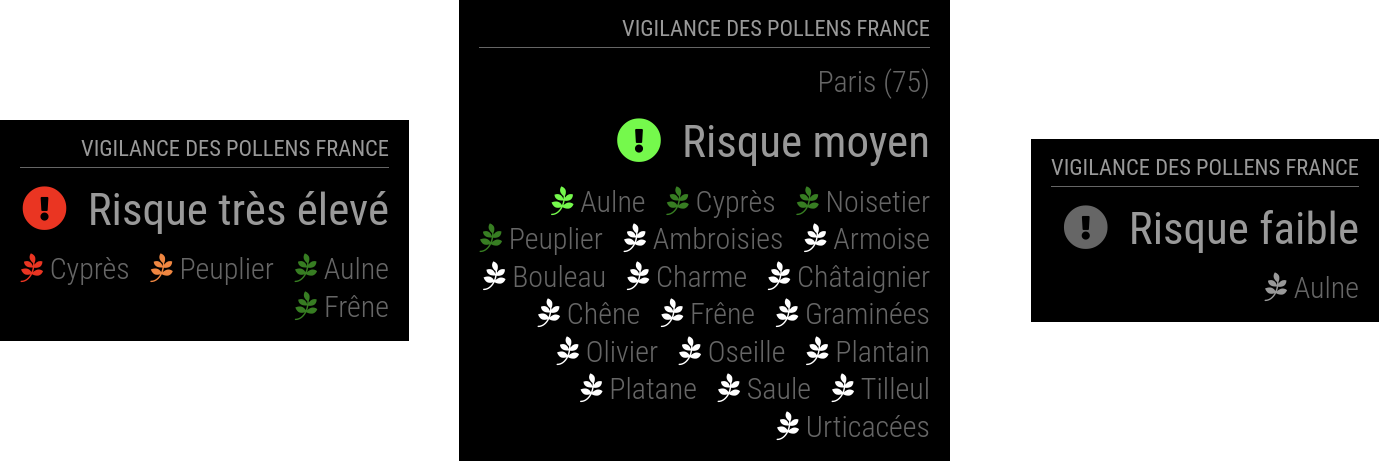 VIGILANCE DES POLLENS FRANCE
Risque très élevé
Cyprès Peuplier Aulne
Frêne
VIGILANCE DES POLLENS FRANCE
Paris (75)
Risque moyen
Aulne Cyprès Noisetier
Peuplier Ambroisies Armoise
Bouleau Charme Châtaignier
Chêne Frêne Graminées
Olivier Oseille Plantain
Platane Saule Tilleul
Urticacées
VIGILANCE DES POLLENS FRANCE
Risque faible
Aulne